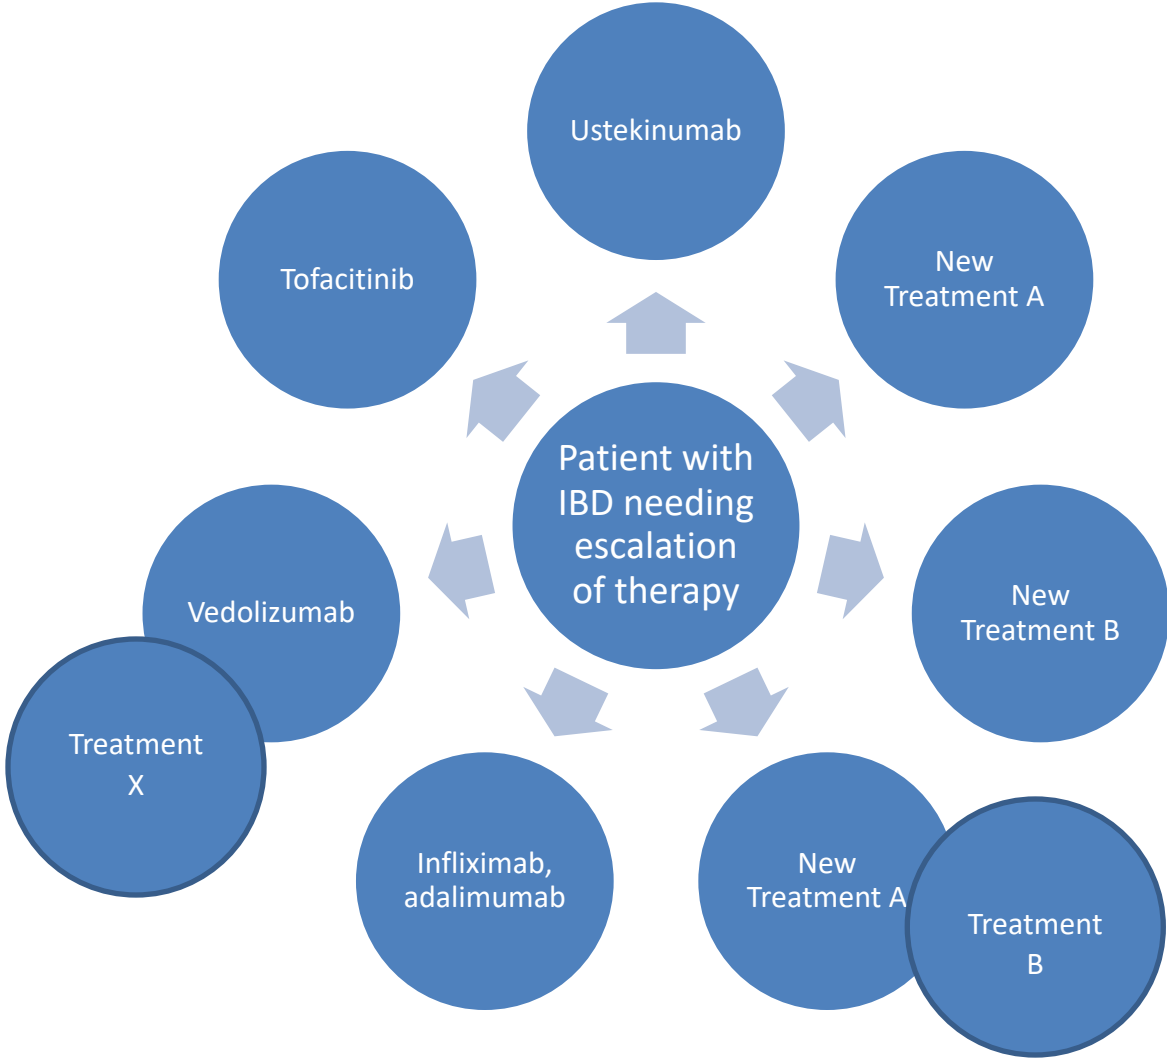 Ustekinumab
Tofacitinib
New
Treatment A
Patient with
IBD needing
escalation
of therapy
Vedolizumab
New
Treatment B
Treatment
X
Infliximab,
adalimumab
New
Treatment A
Treatment
B